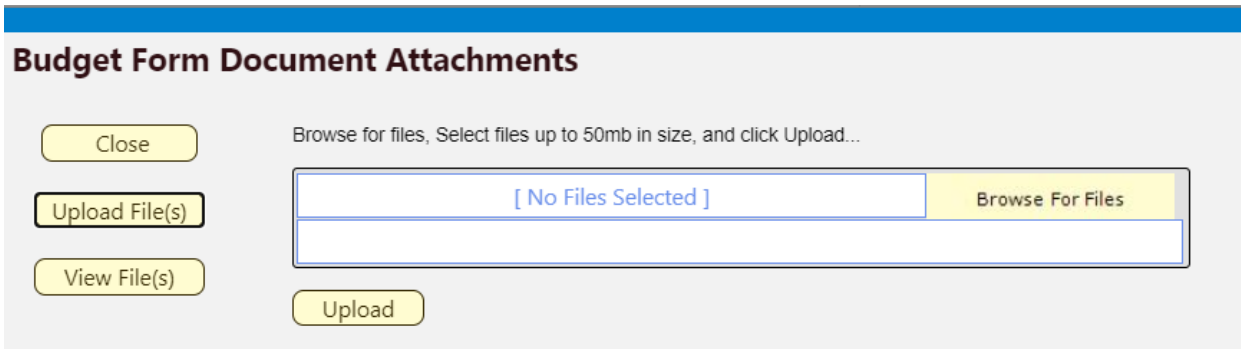 Budget Form Document Attachments
Close
Browse for files, Select files up to 50mb in size, and click Upload...
Upload File(s)
[ No Files Selected ]
Browse For Files
View File(s)
Upload